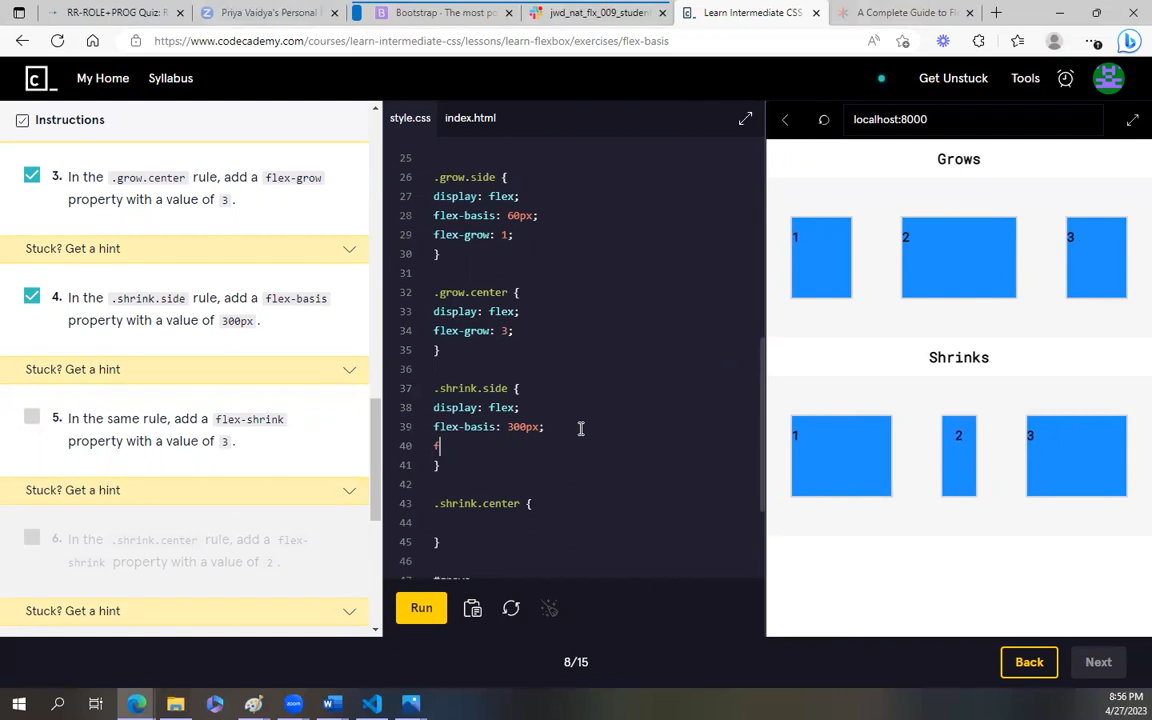 RR-ROLE+PROG Quiz: R
Priya Vaidya's Personal
Bootstrap - The most po
jwd_nat_flx_009_student
Learn Intermediate CSS
A Complete Guide to Fl
https://www.codecademy.com/courses/learn-intermediate-css/lessons/learn-flexbox/exercises/flex-basis
My Home
Syllabus
Get Unstuck
Tools
Instructions
3. In the .grow.center rule, add a flex-grow
property with a value of 3.
Stuck? Get a hint
4. In the .shrink.side rule, add a flex-basis
property with a value of 300px.
Stuck? Get a hint
5. In the same rule, add a flex-shrink
property with a value of 3.
Stuck? Get a hint
6. In the .shrink.center rule, add a flex-
shrink property with a value of 2.
Stuck? Get a hint
style.css
index.html
25
26 .grow.side {
27 display: flex;
28 flex-basis: 60px;
29 flex-grow: 1;
30 }
31
32 .grow.center {
33 display: flex;
34 flex-grow: 3;
35 }
36
37 .shrink.side {
38 display: flex;
39 flex-basis: 300px;
40 f
41 }
42
43 .shrink.center {
44
45 }
46
Run
localhost:8000
Grows
1
2
3
Shrinks
1
2
3
8/15
Back
Next
8:56 PM
4/27/2023